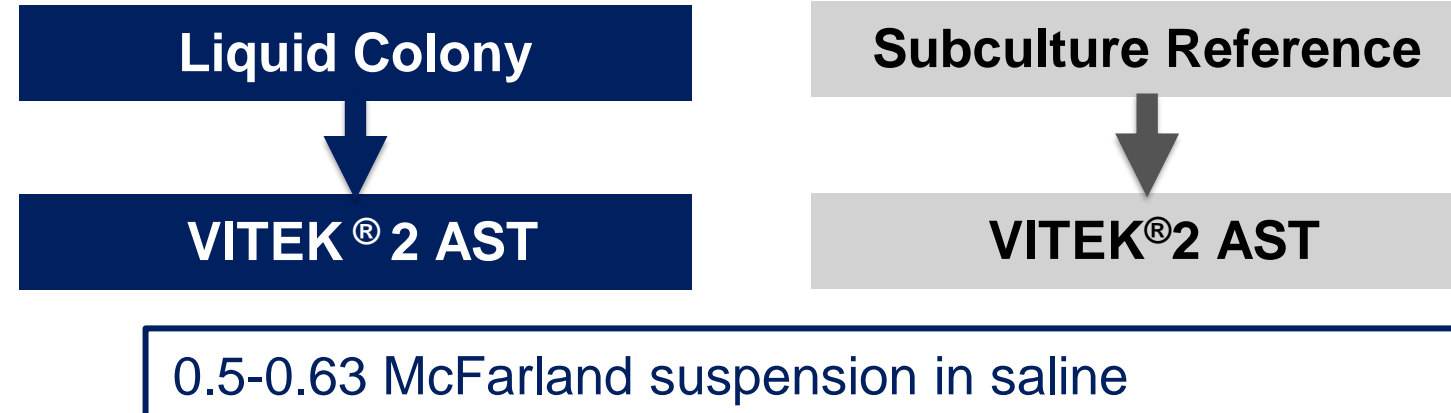 Liquid Colony
Subculture Reference
VITEK ® 2 AST
VITEK®2 AST
0.5-0.63 McFarland suspension in saline